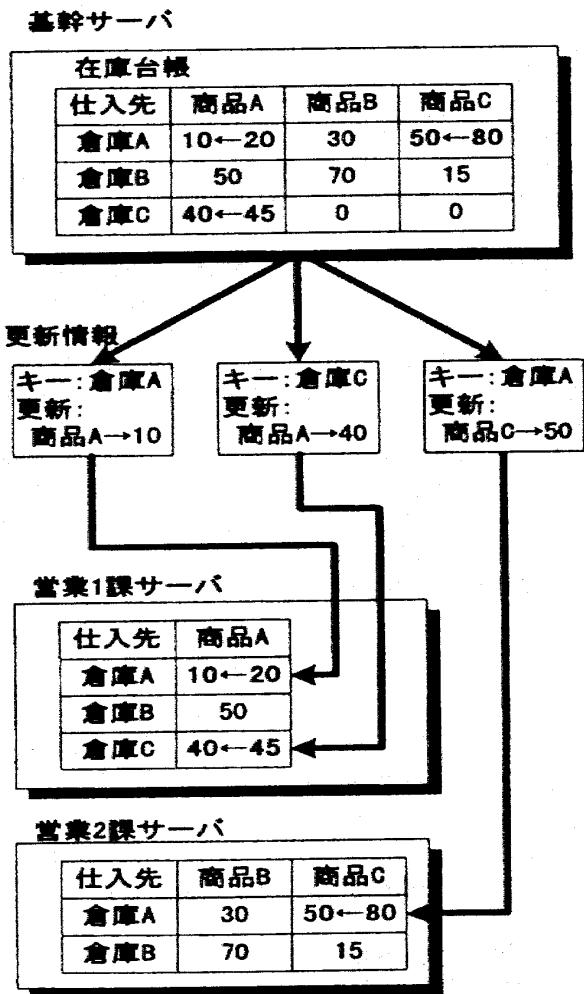 基幹サーバ
在庫台帳
仕入先 商品A 商品B 商品C
倉庫A 10←20 30 50←80
倉庫B 50 70 15
倉庫C 40←45 0 0
更新情報
キー:倉庫A
更新:
商品A→10
キー:倉庫C
更新:
商品A→40
キー:倉庫A
更新:
商品C→50
営業1課サーバ
仕入先 商品A
倉庫A 10←20
倉庫B 50
倉庫C 40←45
営業2課サーバ
仕入先 商品B 商品C
倉庫A 30 50←80
倉庫B 70 15